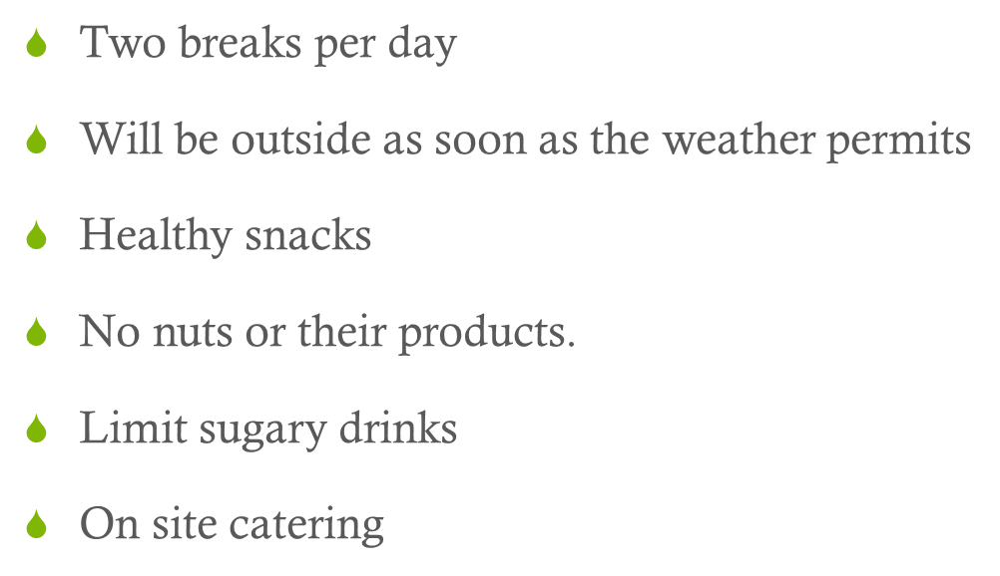 Two breaks per day
Will be outside as soon as the weather permits
Healthy snacks
No nuts or their products.
Limit sugary drinks
On site catering